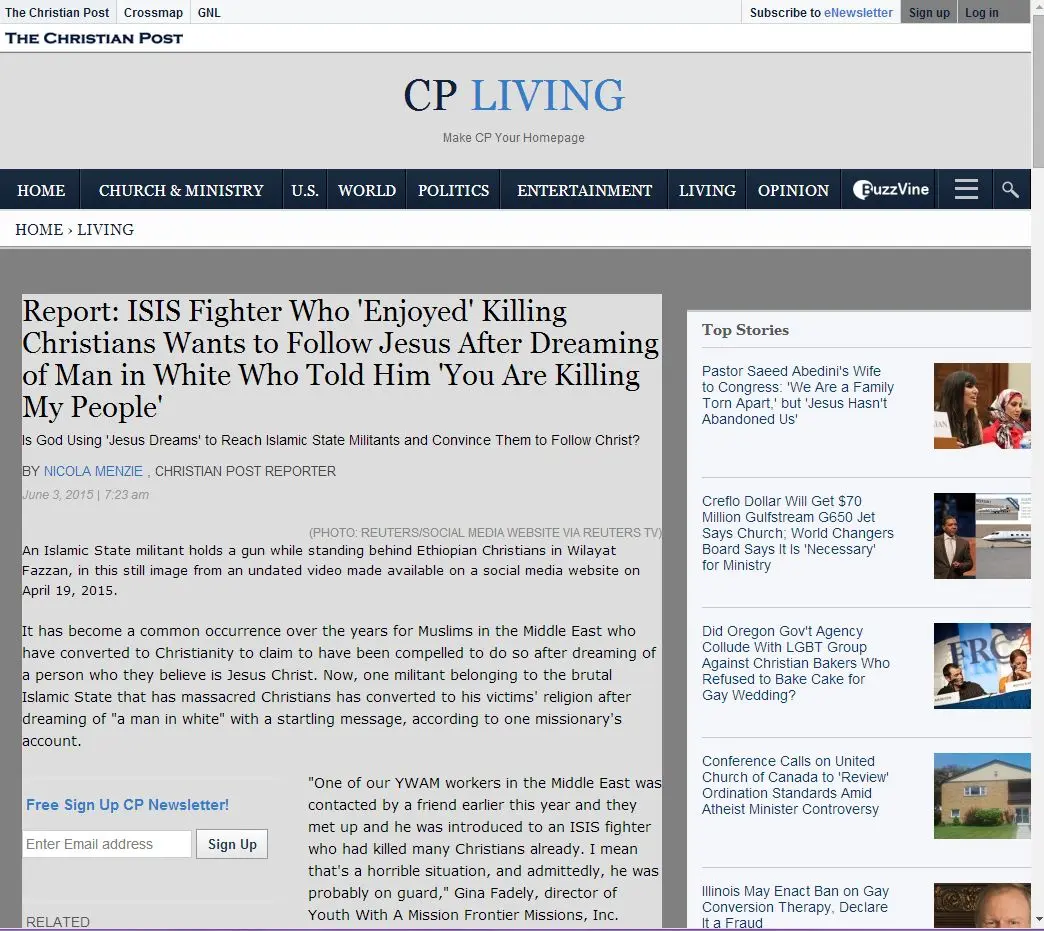 The Christian Post Crossmap GNL Subscribe to eNewsletter Sign up Log in
THE CHRISTIAN POST
CP LIVING
Make CP Your Homepage
HOME CHURCH & MINISTRY U.S. WORLD POLITICS ENTERTAINMENT LIVING OPINION BuzzVine
HOME › LIVING
Report: ISIS Fighter Who 'Enjoyed' Killing
Christians Wants to Follow Jesus After Dreaming
of Man in White Who Told Him 'You Are Killing
My People'
Is God Using 'Jesus Dreams' to Reach Islamic State Militants and Convince Them to Follow Christ?
BY NICOLA MENZIE , CHRISTIAN POST REPORTER
June 3, 2015 | 7:23 am
(PHOTO: REUTERS/SOCIAL MEDIA WEBSITE VIA REUTERS TV)
An Islamic State militant holds a gun while standing behind Ethiopian Christians in Wilayat
Fazzan, in this still image from an undated video made available on a social media website on
April 19, 2015.
It has become a common occurrence over the years for Muslims in the Middle East who
have converted to Christianity to claim to have been compelled to do so after dreaming of
a person who they believe is Jesus Christ. Now, one militant belonging to the brutal
Islamic State that has massacred Christians has converted to his victims' religion after
dreaming of "a man in white" with a startling message, according to one missionary's
account.
Free Sign Up CP Newsletter!
Enter Email address Sign Up
RELATED
"One of our YWAM workers in the Middle East was
contacted by a friend earlier this year and they
met up and he was introduced to an ISIS fighter
who had killed many Christians already. I mean
that's a horrible situation, and admittedly, he was
probably on guard," Gina Fadely, director of
Youth With A Mission Frontier Missions, Inc.
Top Stories
Pastor Saeed Abedini's Wife
to Congress: 'We Are a Family
Torn Apart,' but 'Jesus Hasn't
Abandoned Us'
Creflo Dollar Will Get $70
Million Gulfstream G650 Jet
Says Church; World Changers
Board Says It Is 'Necessary'
for Ministry
Did Oregon Gov't Agency
Collude With LGBT Group
Against Christian Bakers Who
Refused to Bake Cake for
Gay Wedding?
FRCA
Conference Calls on United
Church of Canada to 'Review'
Ordination Standards Amid
Atheist Minister Controversy
Illinois May Enact Ban on Gay
Conversion Therapy, Declare
It a Fraud